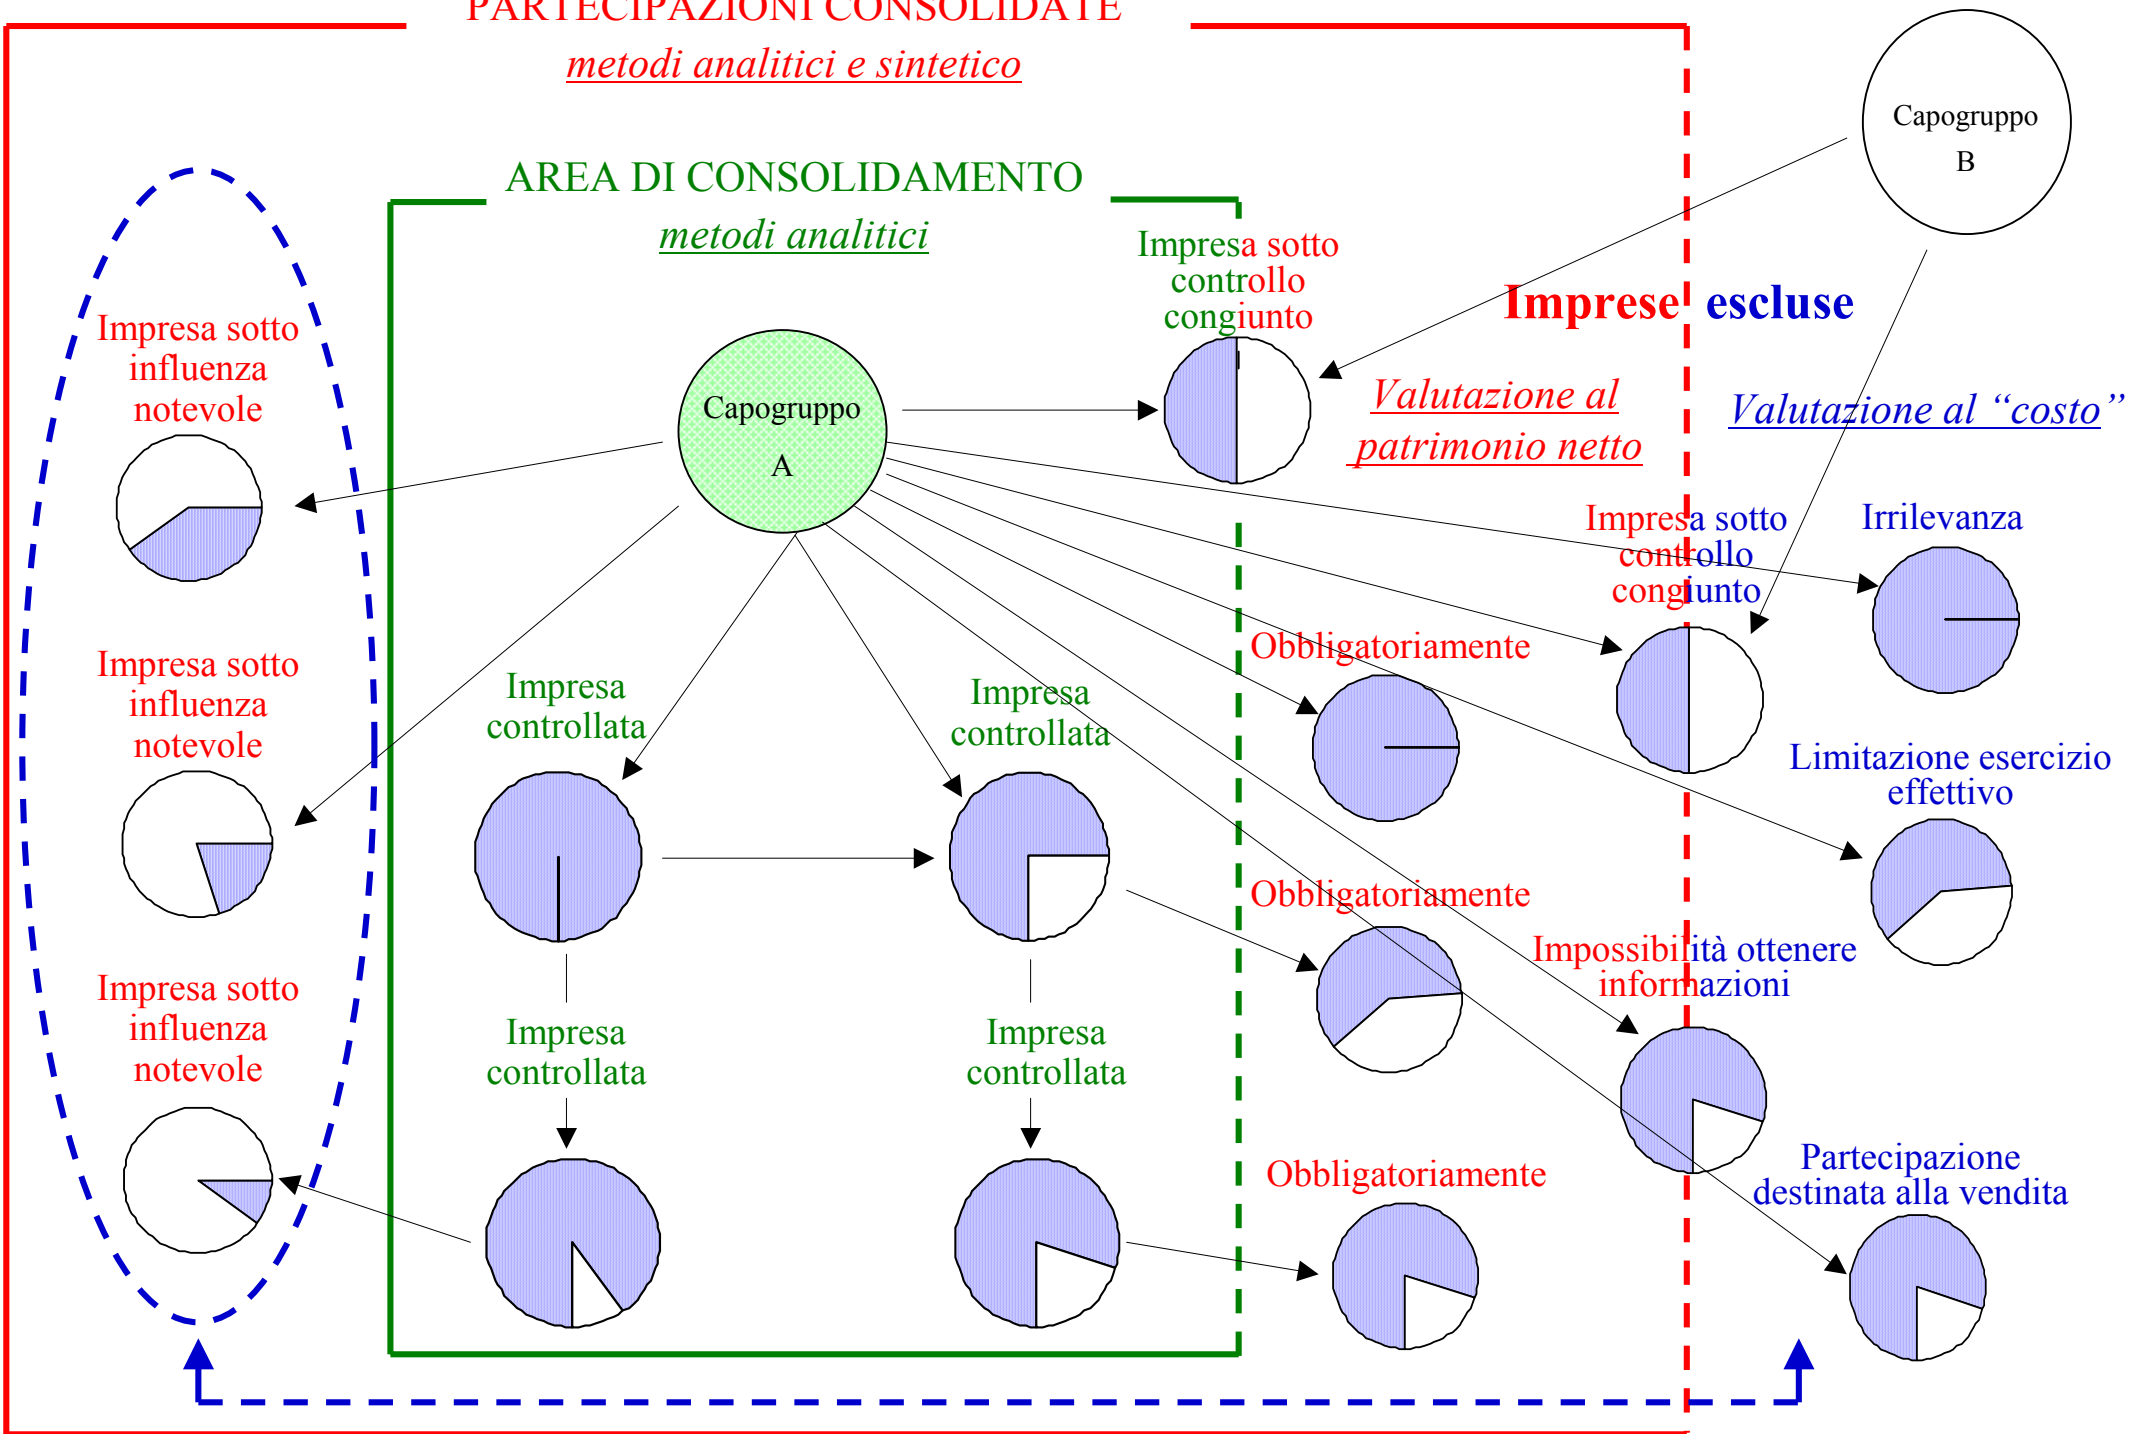 PARTECIPAZIONI CONSOLIDATE
metodi analitici e sintetico
Capogruppo
B
AREA DI CONSOLIDAMENTO
metodi analitici
Impresa sotto
controllo
congiunto
Imprese escluse
Impresa sotto
influenza
notevole
Capogruppo
A
Valutazione al
patrimonio netto
Valutazione al “costo”
Impresa sotto
controllo
congiunto
Irrilevanza
Obbligatoriamente
Impresa sotto
influenza
notevole
Impresa
controllata
Impresa
controllata
Limitazione esercizio
effettivo
Obbligatoriamente
Impossibilità ottenere
informazioni
Impresa sotto
influenza
notevole
Impresa
controllata
Impresa
controllata
Obbligatoriamente
Partecipazione
destinata alla vendita